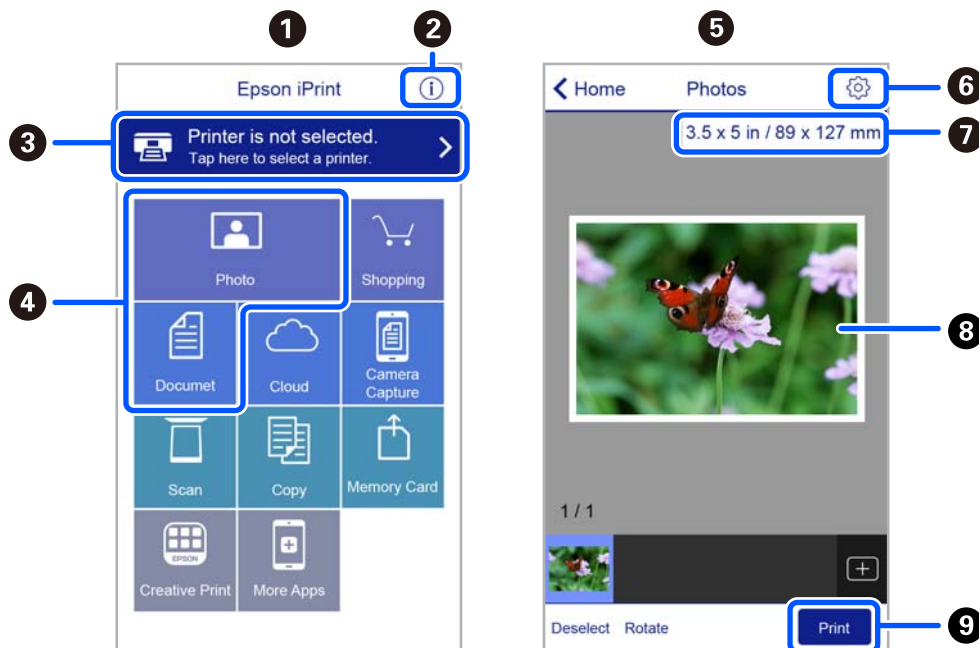 1
2
Epson iPrint
i
3
Printer is not selected.
Tap here to select a printer.
4
Photo
Shopping
Documet
Cloud
Camera
Capture
Scan
Copy
Memory Card
EPSON
Creative Print
More Apps
5
Home
Photos
6
3.5 x 5 in / 89 x 127 mm
7
8
1 / 1
Deselect
Rotate
Print
9